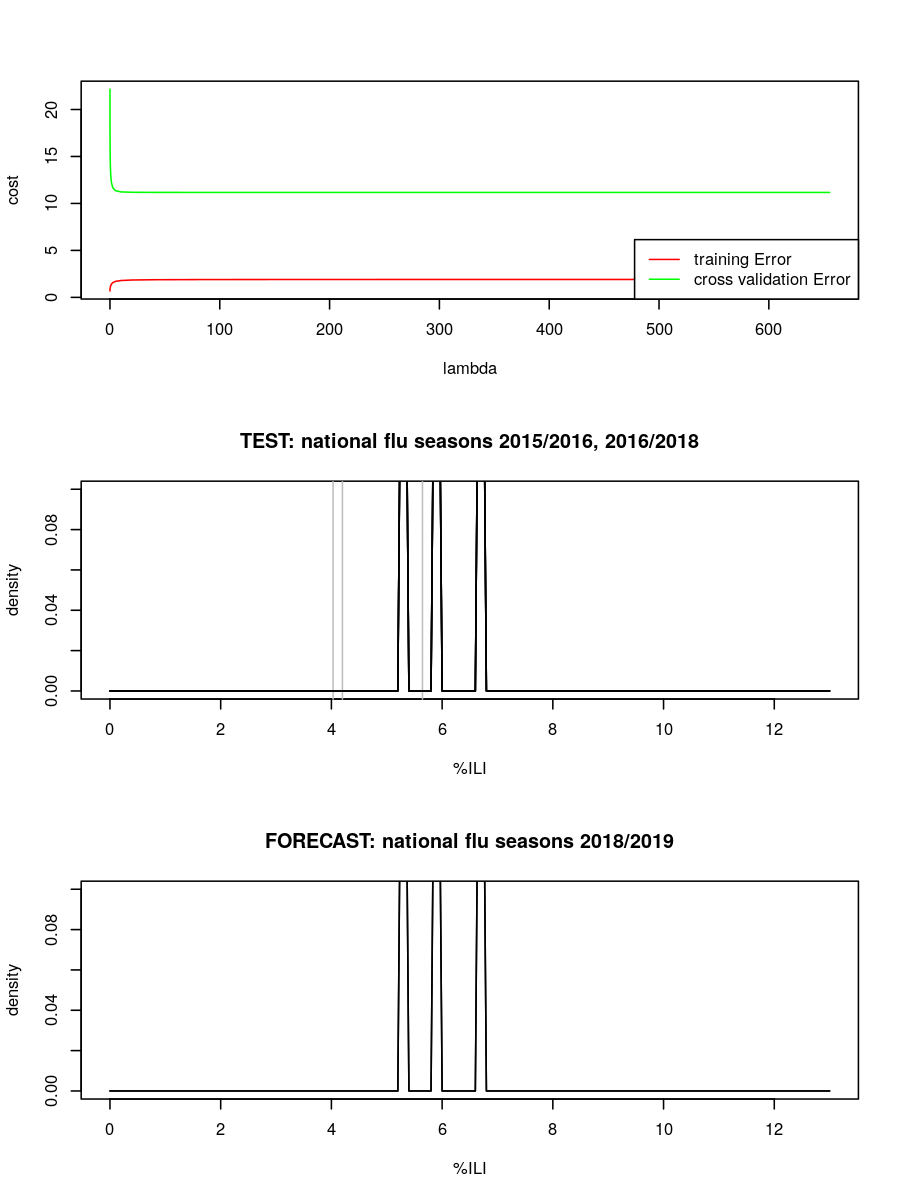 20
15
10
5
0
cost
training Error
cross validation Error
0 100 200 300 400 500 600
lambda
TEST: national flu seasons 2015/2016, 2016/2018
0.08
0.04
0.00
density
0 2 4 6 8 10 12
%ILI
FORECAST: national flu seasons 2018/2019
0.08
0.04
0.00
density
0 2 4 6 8 10 12
%ILI